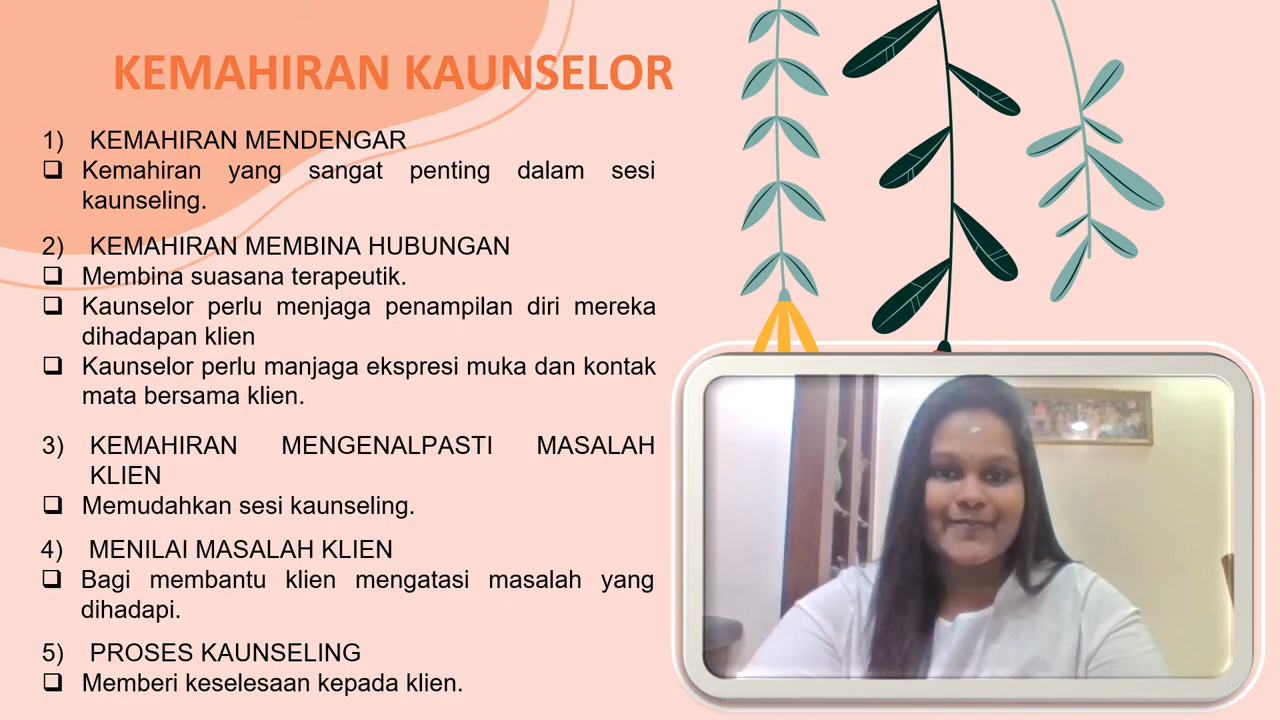 KEMAHIRAN KAUNSELOR
1) KEMAHIRAN MENDENGAR
❑ Kemahiran yang sangat penting dalam sesi
kaunseling.
2) KEMAHIRAN MEMBINA HUBUNGAN
❑ Membina suasana terapeutik.
❑ Kaunselor perlu menjaga penampilan diri mereka
dihadapan klien
❑ Kaunselor perlu manjaga ekspresi muka dan kontak
mata bersama klien.
3) KEMAHIRAN MENGENALPASTI MASALAH
KLIEN
❑ Memudahkan sesi kaunseling.
4) MENILAI MASALAH KLIEN
❑ Bagi membantu klien mengatasi masalah yang
dihadapi.
5) PROSES KAUNSELING
❑ Memberi keselesaan kepada klien.